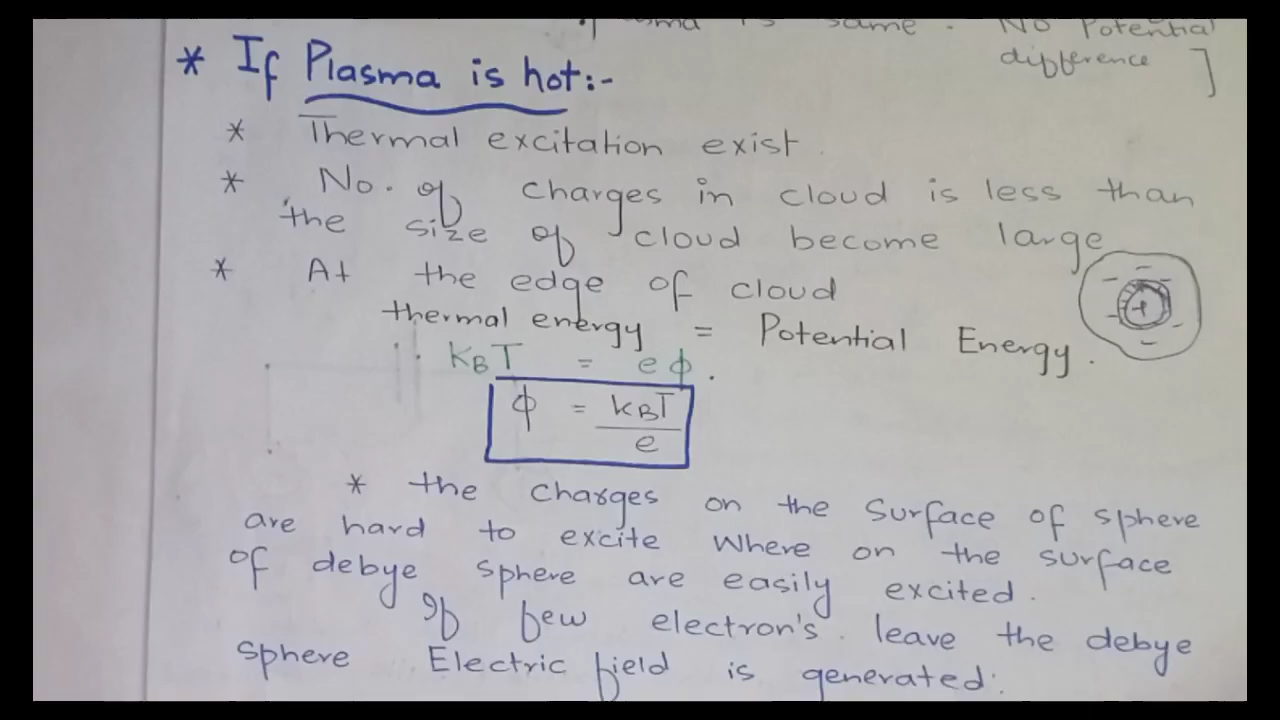 plasma is same. No Potential
difference ]
* If Plasma is hot:-
* Thermal excitation exist.
* No. of charges in cloud is less than
the size of cloud become large
* At the edge of cloud
thermal energy = Potential Energy.
KBT = eϕ.
ϕ = KBT
e
+
* the charges on the surface of sphere
are hard to excite where on the surface
of debye sphere are easily excited.
If few electron's leave the debye
sphere Electric field is generated.